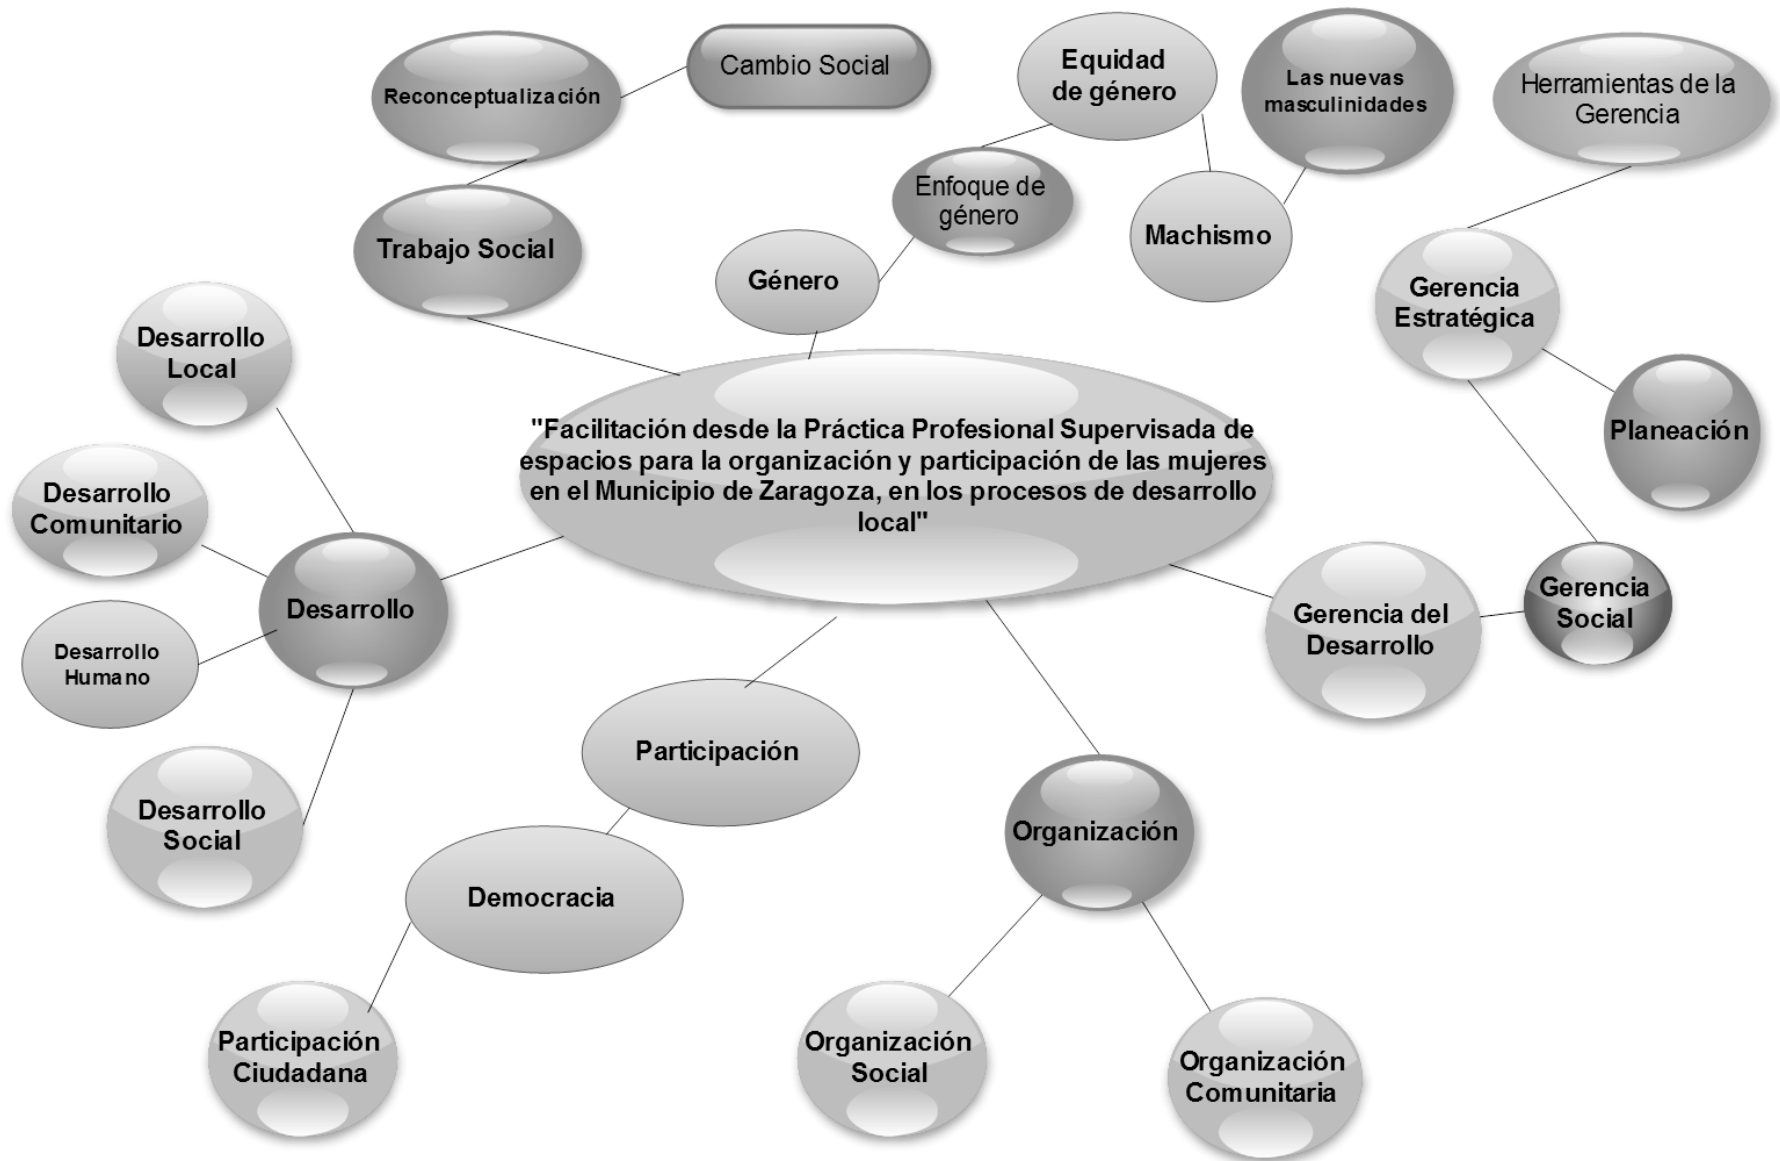 Cambio Social
Reconceptualización
Equidad
de género
Las nuevas
masculinidades
Herramientas de la
Gerencia
Enfoque de
género
Trabajo Social
Machismo
Género
Gerencia
Estratégica
Desarrollo
Local
Planeación
"Facilitación desde la Práctica Profesional Supervisada de
espacios para la organización y participación de las mujeres
en el Municipio de Zaragoza, en los procesos de desarrollo
local"
Desarrollo
Comunitario
Desarrollo
Gerencia
Social
Gerencia del
Desarrollo
Desarrollo
Humano
Participación
Desarrollo
Social
Organización
Democracia
Participación
Ciudadana
Organización
Social
Organización
Comunitaria